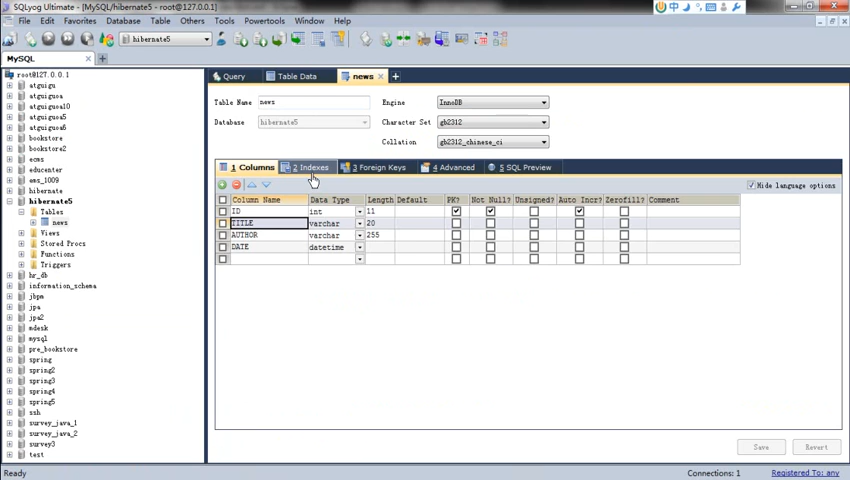 SQLyog Ultimate - [MySQL/hibernate5 - root@127.0.0.1]
File Edit Favorites Database Table Others Tools Powertools Window Help
中
hibernate5
MySQL
root@127.0.0.1
atguigu
atguiguoa
atguiguoa10
atguiguoa5
atguiguoa6
bookstore
bookstore2
ecms
educenter
ems_1009
hibernate
hibernate5
Tables
news
Views
Stored Procs
Functions
Triggers
hr_db
information_schema
jbpm
jpa
jpa2
mdesk
mysql
pre_bookstore
spring
spring2
spring3
spring4
spring5
ssh
survey_java_1
survey_java_2
survey3
test
Query Table Data news
Table Name news Engine InnoDB
Database hibernate5 Character Set gb2312
Collation gb2312_chinese_ci
1 Columns 2 Indexes 3 Foreign Keys 4 Advanced 5 SQL Preview
Hide language options
Column Name Data Type Length Default PK? Not Null? Unsigned? Auto Incr? Zerofill? Comment
ID int 11
TITLE varchar 20
AUTHOR varchar 255
DATE datetime
Save Revert
Ready Connections: 1 Registered To: any